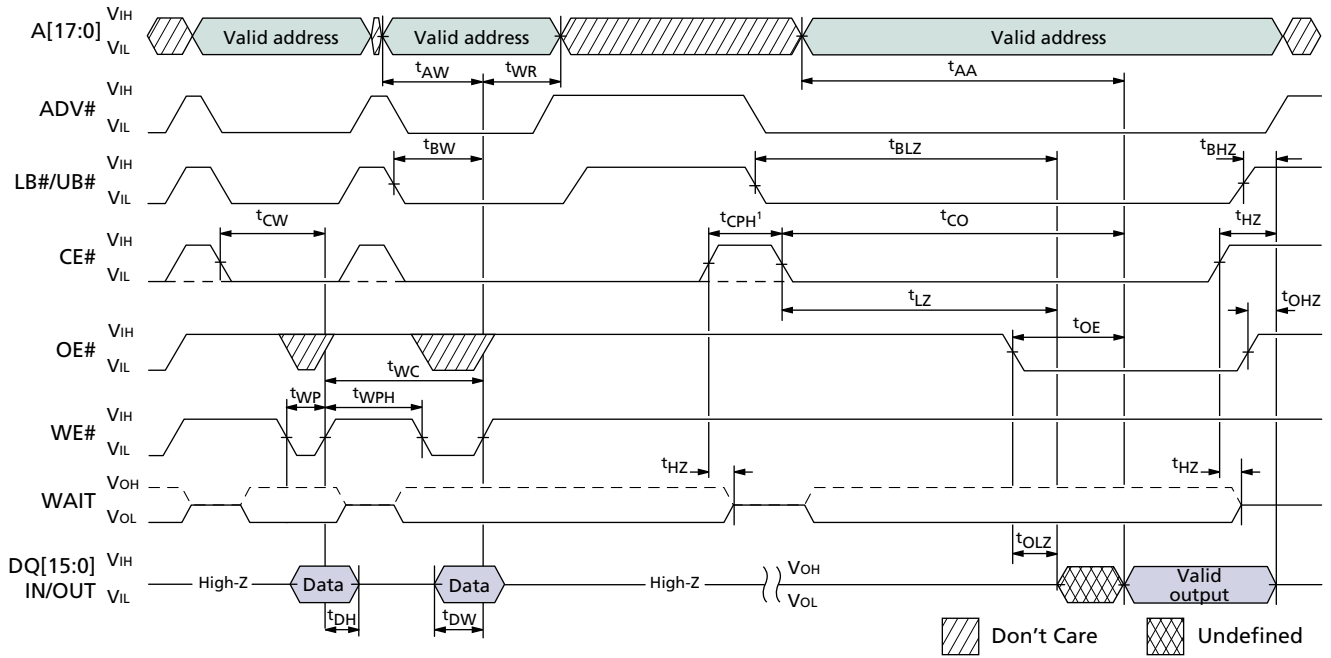 A[17:0] VIH VIL Valid address Valid address Valid address
tAW tWR tAA
ADV# VIH VIL
tBW tBLZ tBHZ
LB#/UB# VIH VIL
tCW tCPH¹ tCO tHZ
CE# VIH VIL
tLZ tOHZ
OE# VIH VIL tOE
tWC
tWP tWPH
WE# VIH VIL
tHZ tHZ
WAIT VOH VOL
tOLZ
DQ[15:0] IN/OUT VIH VIL High-Z Data Data High-Z VOH VOL Valid output
tDH tDW
Don't Care Undefined